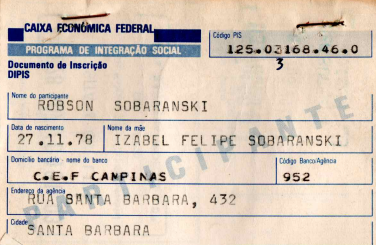 CAIXA ECONÔMICA FEDERAL
PROGRAMA DE INTEGRAÇÃO SOCIAL
Código PIS
125.03168.46.0
3
Documento de Inscrição
DIPIS
Nome do participante
ROBSON SOBARANSKI
Data de nascimento
27.11.78
Nome da mãe
IZABEL FELIPE SOBARANSKI
Domicílio bancário - nome do banco
C.E.F CAMPINAS
Código Banco/Agência
952
Endereço da agência
RUA SANTA BARBARA, 432
Cidade
SANTA BARBARA
PARTICIPANTE